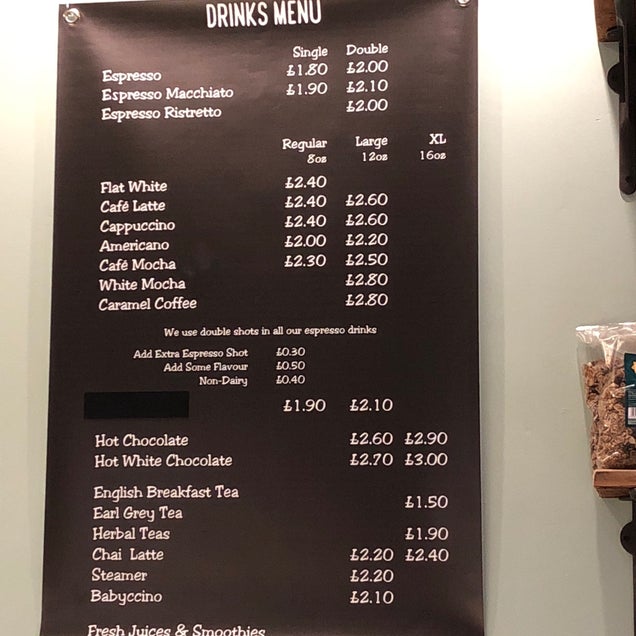 DRINKS MENU
Single Double
Espresso £1.80 £2.00
Espresso Macchiato £1.90 £2.10
Espresso Ristretto £2.00
Regular Large XL
8oz 12oz 16oz
Flat White £2.40
Café Latte £2.40 £2.60
Cappuccino £2.40 £2.60
Americano £2.00 £2.20
Café Mocha £2.30 £2.50
White Mocha £2.80
Caramel Coffee £2.80
We use double shots in all our espresso drinks
Add Extra Espresso Shot £0.30
Add Some Flavour £0.50
Non-Dairy £0.40
£1.90 £2.10
Hot Chocolate £2.60 £2.90
Hot White Chocolate £2.70 £3.00
English Breakfast Tea
£1.50
Earl Grey Tea
Herbal Teas £1.90
Chai Latte £2.20 £2.40
Steamer £2.20
Babyccino £2.10
Fresh Juices & Smoothies